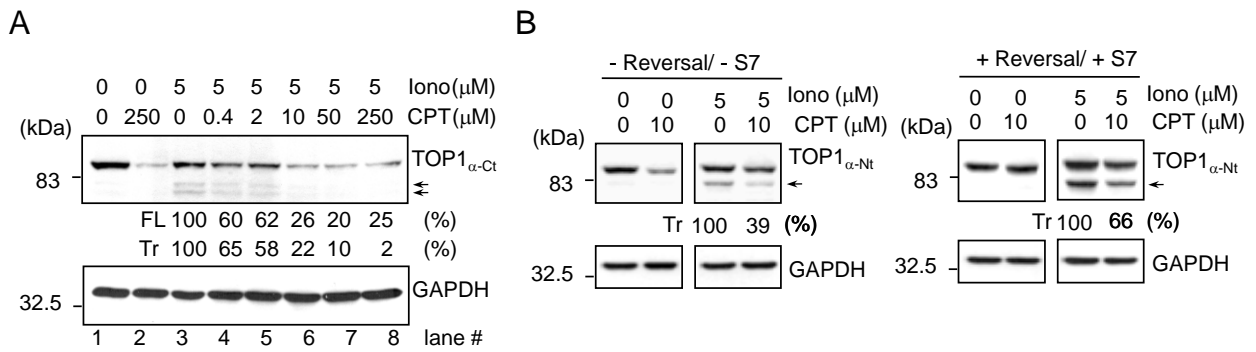 A
0 0 5 5 5 5 5 5 Iono(µM)
0 250 0 0.4 2 10 50 250 CPT(µM)
(kDa)
TOP1α-Ct
83
FL 100 60 62 26 20 25 (%)
Tr 100 65 58 22 10 2 (%)
GAPDH
32.5
1 2 3 4 5 6 7 8 lane #
B
- Reversal/ - S7
0 0 5 5 Iono (µM)
0 10 0 10 CPT (µM)
(kDa)
TOP1α-Nt
83
Tr 100 39 (%)
GAPDH
32.5
+ Reversal/ + S7
0 0 5 5 Iono (µM)
0 10 0 10 CPT (µM)
(kDa)
TOP1α-Nt
83
Tr 100 66 (%)
GAPDH
32.5